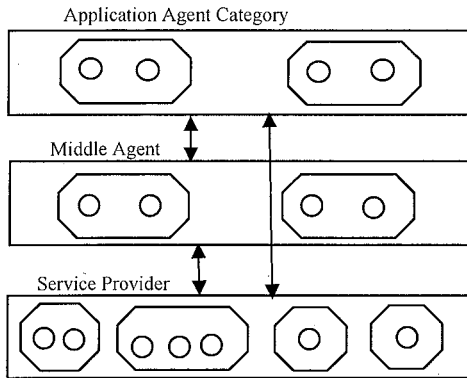 Application Agent Category
Middle Agent
Service Provider